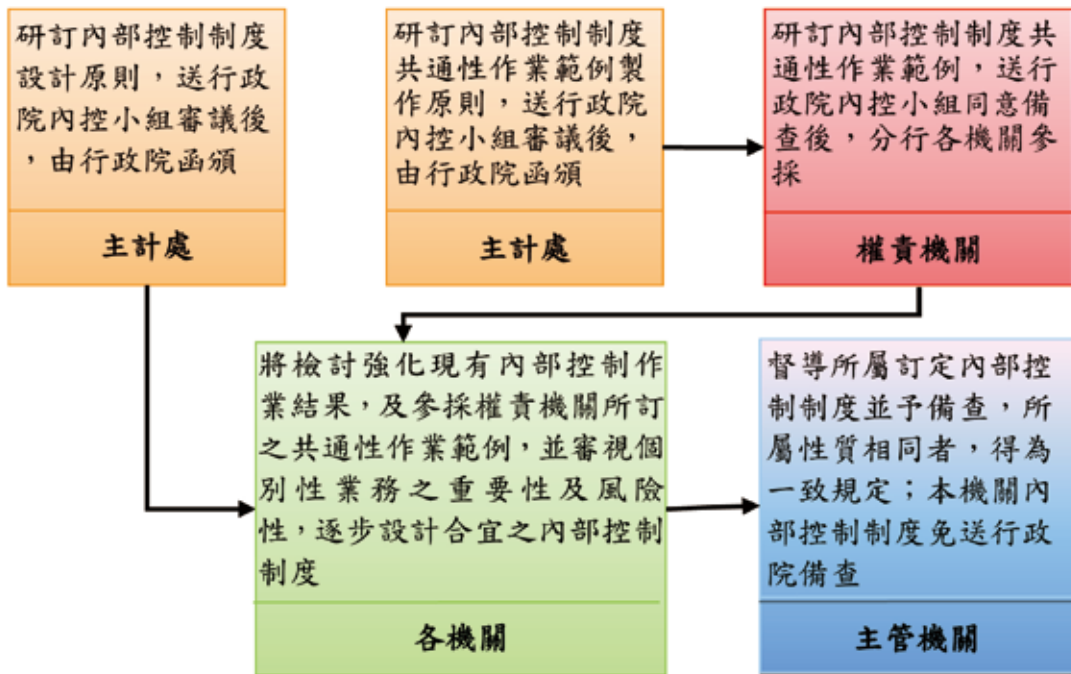 研訂內部控制制度
設計原則，送行政
院內控小組審議後
，由行政院函頒
主計處
研訂內部控制制度
共通性作業範例製
作原則，送行政院
內控小組審議後，
由行政院函頒
主計處
研訂內部控制制度共
通性作業範例，送行
政院內控小組同意備
查後，分行各機關參
採
權責機關
將檢討強化現有內部控制作
業結果，及參採權責機關所訂
之共通性作業範例，並審視個
別性業務之重要性及風險
性，逐步設計合宜之內部控制
制度
各機關
督導所屬訂定內部控
制制度並予備查，所
屬性質相同者，得為
一致規定；本機關內
部控制制度免送行政
院備查
主管機關